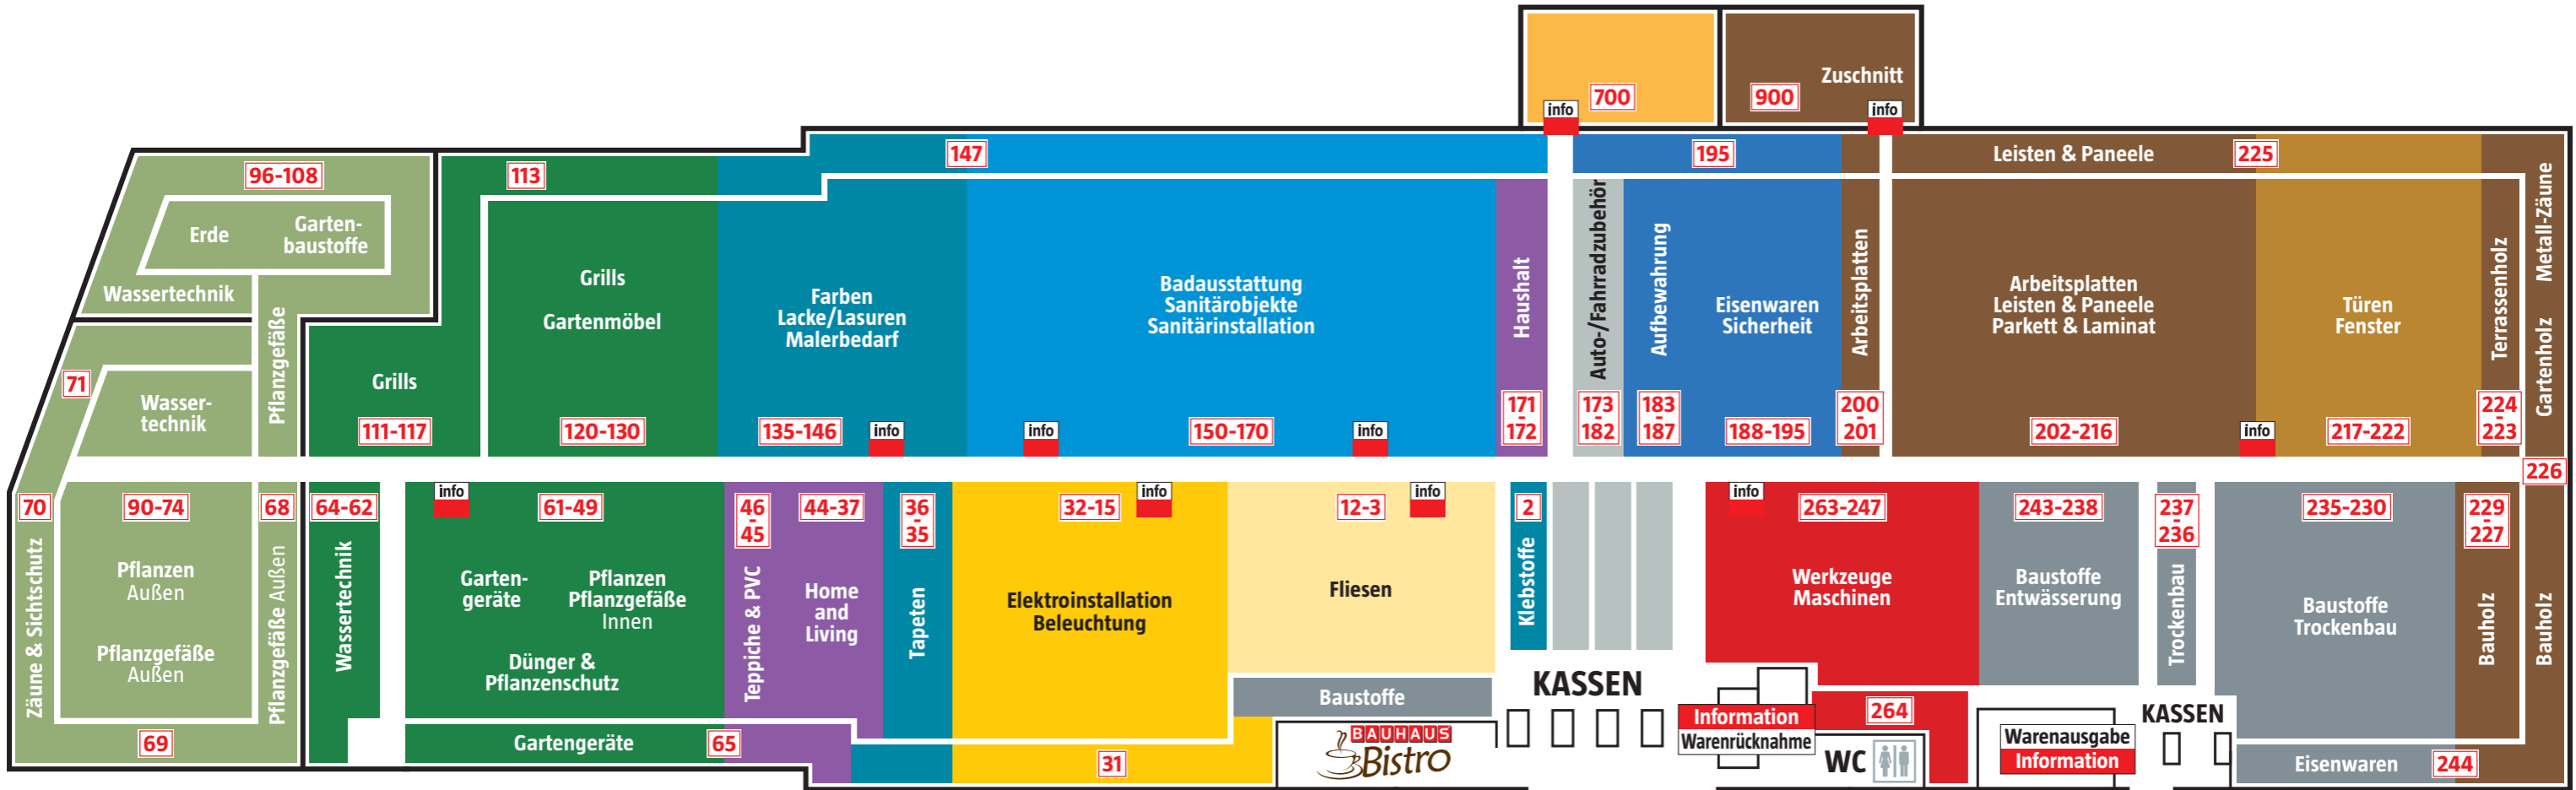 700
900
Zuschnitt
info
info
96-108
113
147
195
Leisten & Paneele
225
Erde
Garten-
baustoffe
Wassertechnik
Pflanzgefäße
71
Wasser-
technik
Grills
111-117
Grills
Gartenmöbel
120-130
Farben
Lacke/Lasuren
Malerbedarf
135-146
info
Badausstattung
Sanitärobjekte
Sanitärinstallation
info
150-170
info
Haushalt
171
-
172
Auto-/Fahrradzubehör
173
-
182
Aufbewahrung
183
-
187
Eisenwaren
Sicherheit
188-195
Arbeitsplatten
200
-
201
Arbeitsplatten
Leisten & Paneele
Parkett & Laminat
202-216
info
Türen
Fenster
217-222
Terrassenholz
224
-
223
Metall-Zäune
Gartenholz
226
70
Zäune & Sichtschutz
90-74
Pflanzen
Außen
Pflanzgefäße
Außen
69
68
Pflanzgefäße Außen
64-62
Wassertechnik
info
61-49
Garten-
geräte
Pflanzen
Pflanzgefäße
Innen
Dünger &
Pflanzenschutz
Gartengeräte
65
46
-
45
Teppiche & PVC
44-37
Home
and
Living
36
-
35
Tapeten
32-15
info
Elektroinstallation
Beleuchtung
31
12-3
info
Fliesen
Baustoffe
BAUHAUS
Bistro
2
Klebstoffe
KASSEN
info
263-247
Werkzeuge
Maschinen
Information
Warenrücknahme
264
WC
243-238
Baustoffe
Entwässerung
Warenausgabe
Information
237
-
236
Trockenbau
KASSEN
235-230
Baustoffe
Trockenbau
Eisenwaren
244
229
-
227
Bauholz
Bauholz